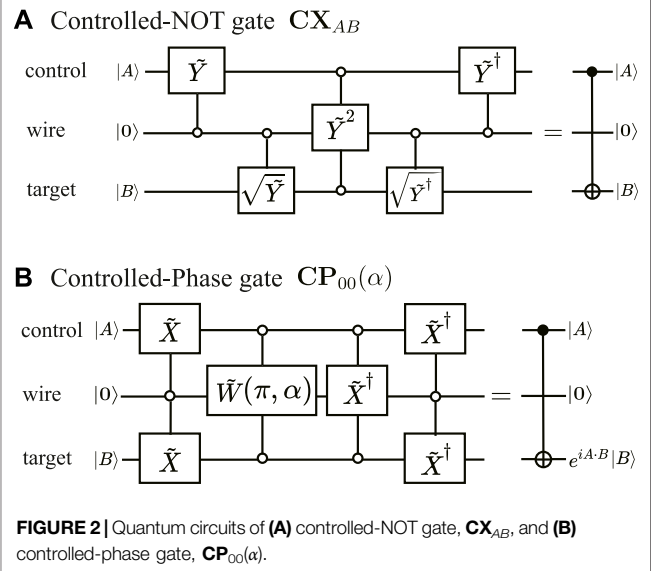 A Controlled-NOT gate CX_AB
control |A⟩ Ỹ Ỹ† |A⟩
wire |0⟩ Ỹ² = |0⟩
target |B⟩ √Ỹ √Ỹ† |B⟩
B Controlled-Phase gate CP₀₀(α)
control |A⟩ X̃ X̃† |A⟩
wire |0⟩ W̃(π, α) X̃† = |0⟩
target |B⟩ X̃ X̃† e^{iA·B}|B⟩
FIGURE 2 | Quantum circuits of (A) controlled-NOT gate, CX_AB, and (B)
controlled-phase gate, CP₀₀(α).